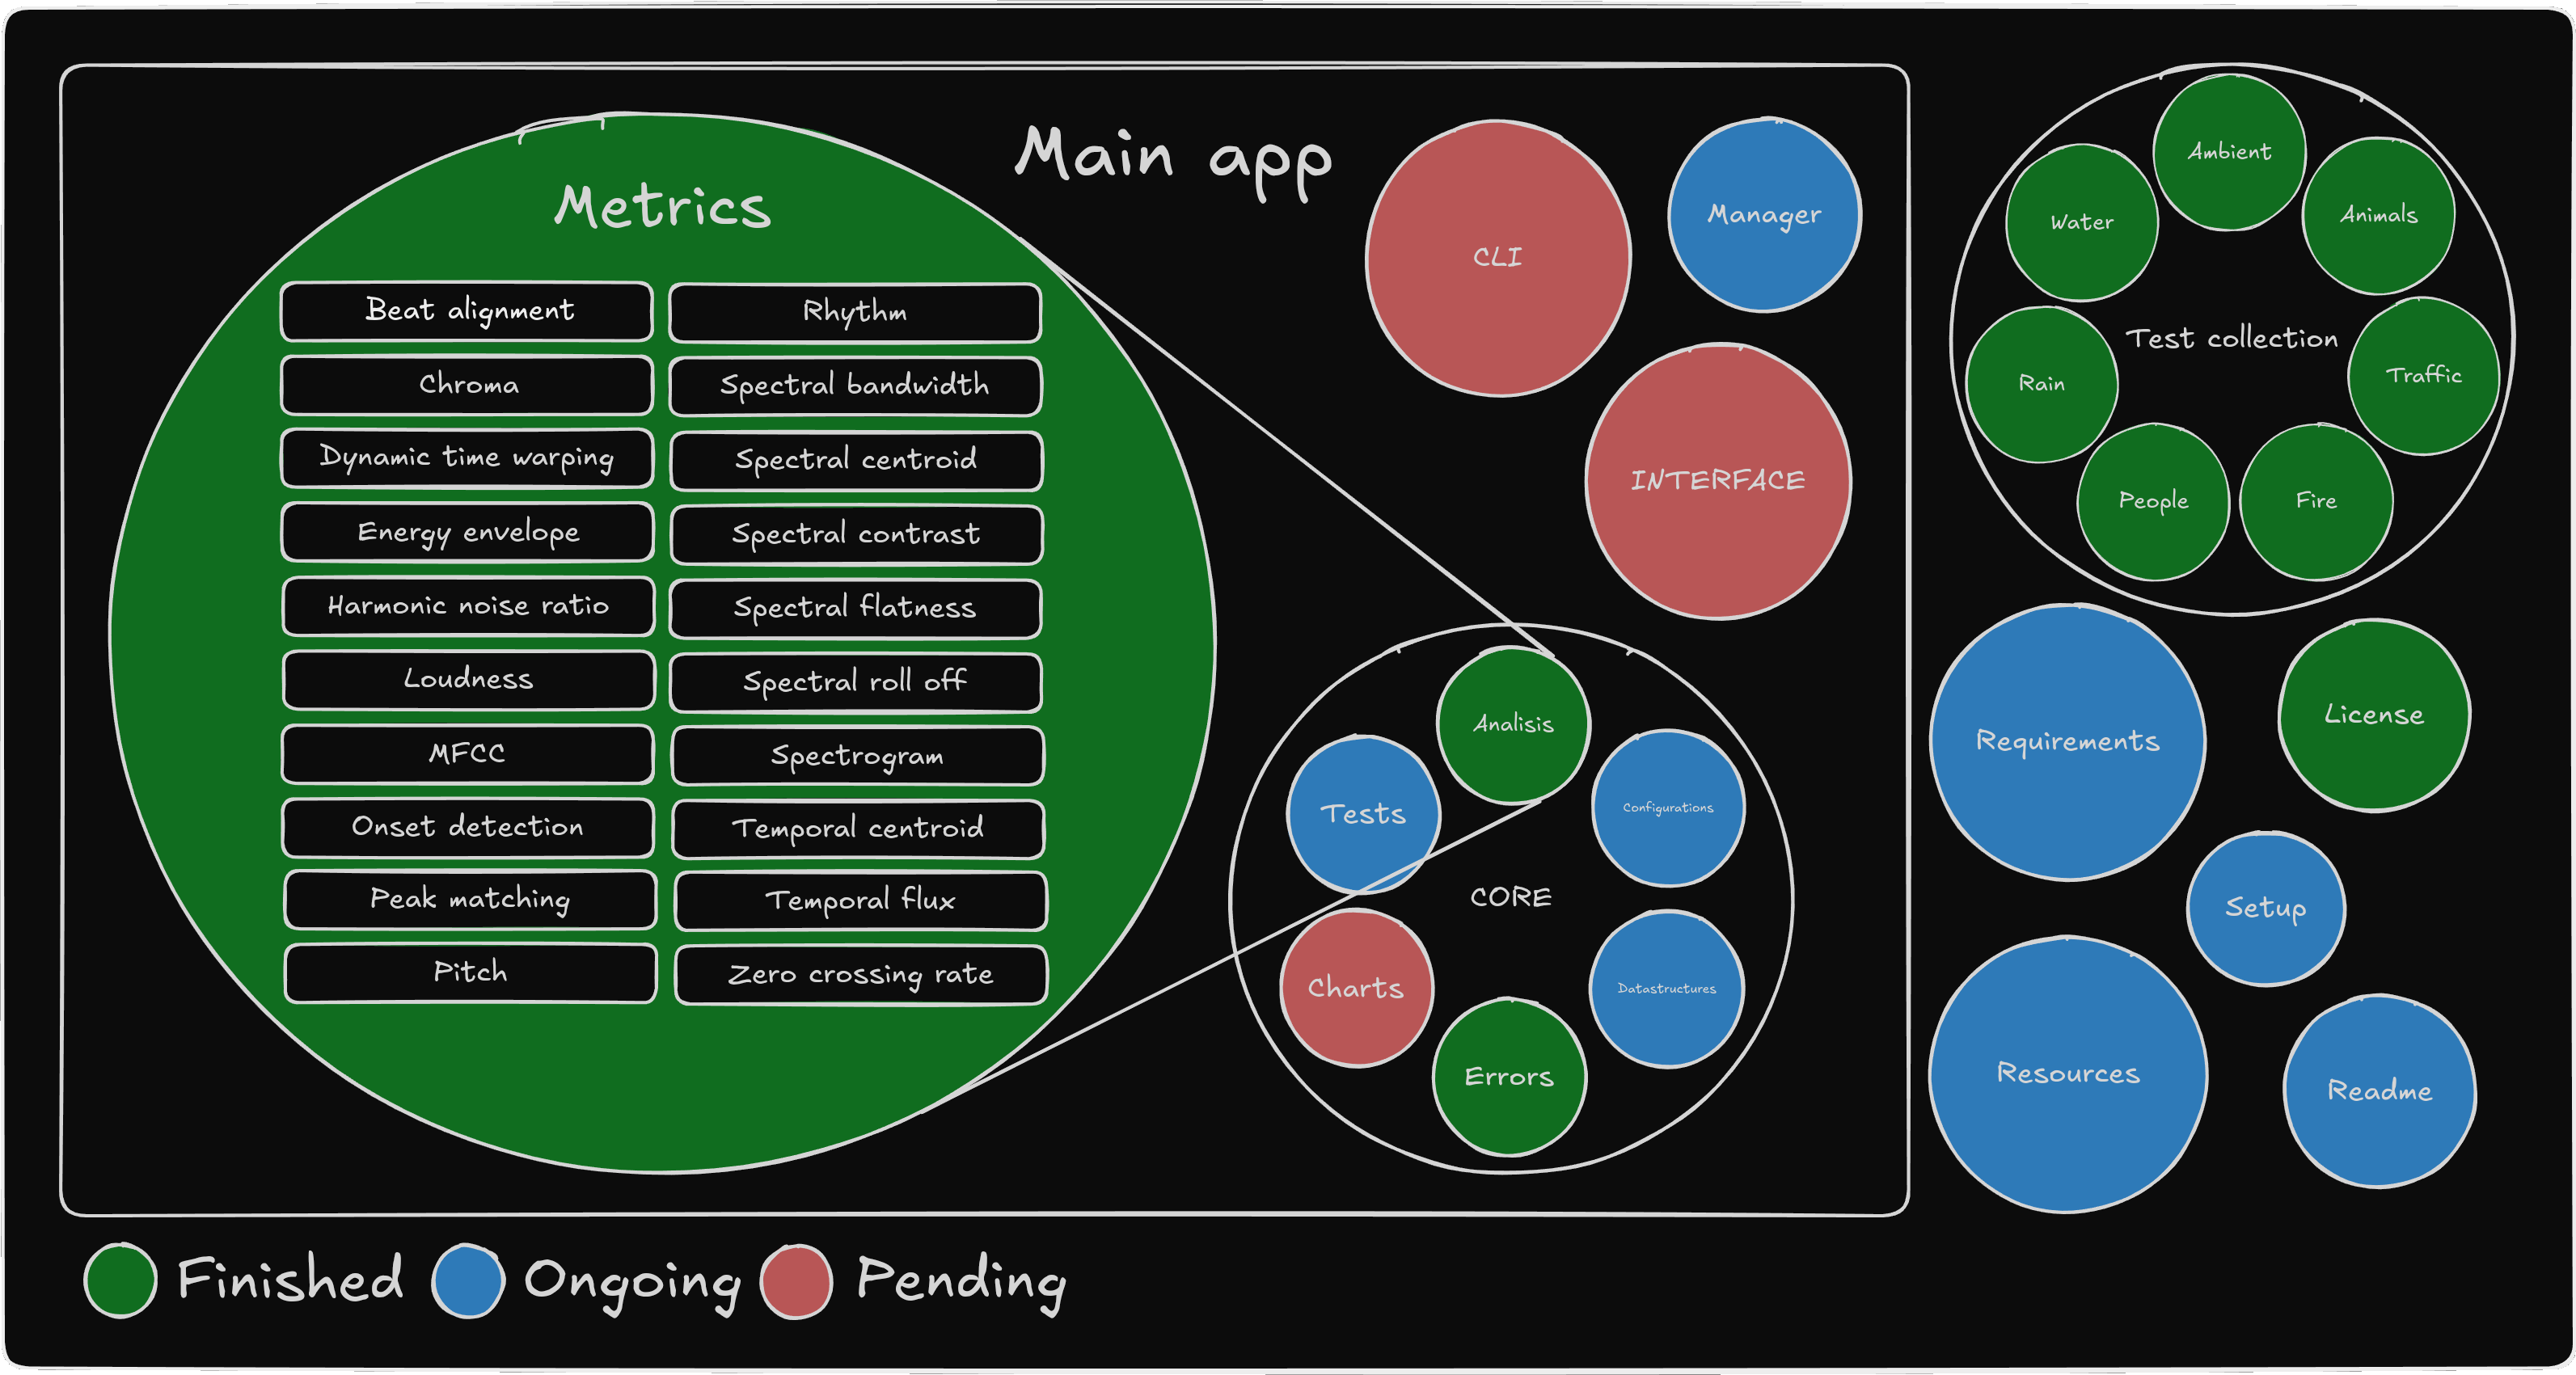 Main app
Metrics
Beat alignment
Rhythm
Chroma
Spectral bandwidth
Dynamic time warping
Spectral centroid
Energy envelope
Spectral contrast
Harmonic noise ratio
Spectral flatness
Loudness
Spectral roll off
MFCC
Spectrogram
Onset detection
Temporal centroid
Peak matching
Temporal flux
Pitch
Zero crossing rate
CLI
Manager
INTERFACE
Analisis
Tests
Configurations
CORE
Charts
Datastructures
Errors
Ambient
Water
Animals
Test collection
Rain
Traffic
People
Fire
Requirements
License
Setup
Resources
Readme
Finished
Ongoing
Pending